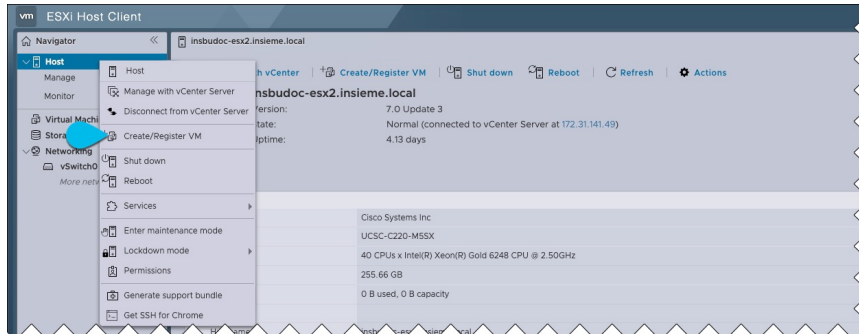 vm ESXi Host Client
Navigator
insbudoc-esx2.insieme.local
Host
Manage
Monitor
Virtual Machi
Stora
Networking
vSwitch0
More netw
Host
Manage with vCenter Server
Disconnect from vCenter Server
Create/Register VM
Shut down
Reboot
Services
Enter maintenance mode
Lockdown mode
Permissions
Generate support bundle
Get SSH for Chrome
h vCenter Create/Register VM Shut down Reboot Refresh Actions
nsbudoc-esx2.insieme.local
Version: 7.0 Update 3
tate: Normal (connected to vCenter Server at 172.31.141.49)
Uptime: 4.13 days
Cisco Systems Inc
UCSC-C220-M5SX
40 CPUs x Intel(R) Xeon(R) Gold 6248 CPU @ 2.50GHz
255.66 GB
0 B used, 0 B capacity